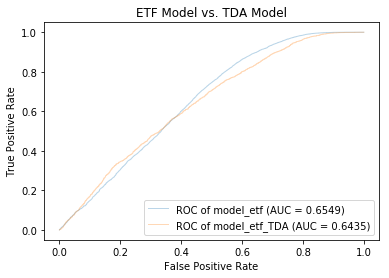 ETF Model vs. TDA Model
True Positive Rate
1.0
0.8
0.6
0.4
0.2
0.0
ROC of model_etf (AUC = 0.6549)
ROC of model_etf_TDA (AUC = 0.6435)
0.0 0.2 0.4 0.6 0.8 1.0
False Positive Rate